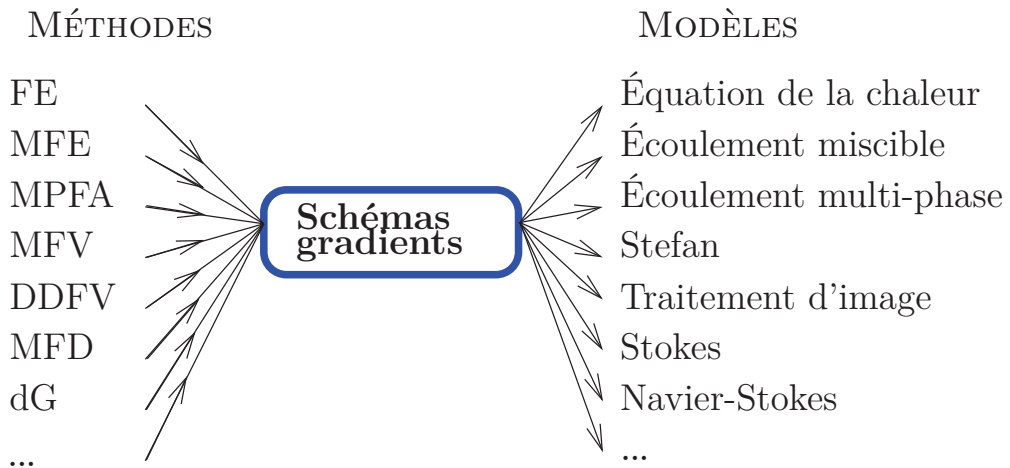 MÉTHODES
FE
MFE
MPFA
MFV
DDFV
MFD
dG
...
Schémas
gradients
MODÈLES
Équation de la chaleur
Écoulement miscible
Écoulement multi-phase
Stefan
Traitement d'image
Stokes
Navier-Stokes
...